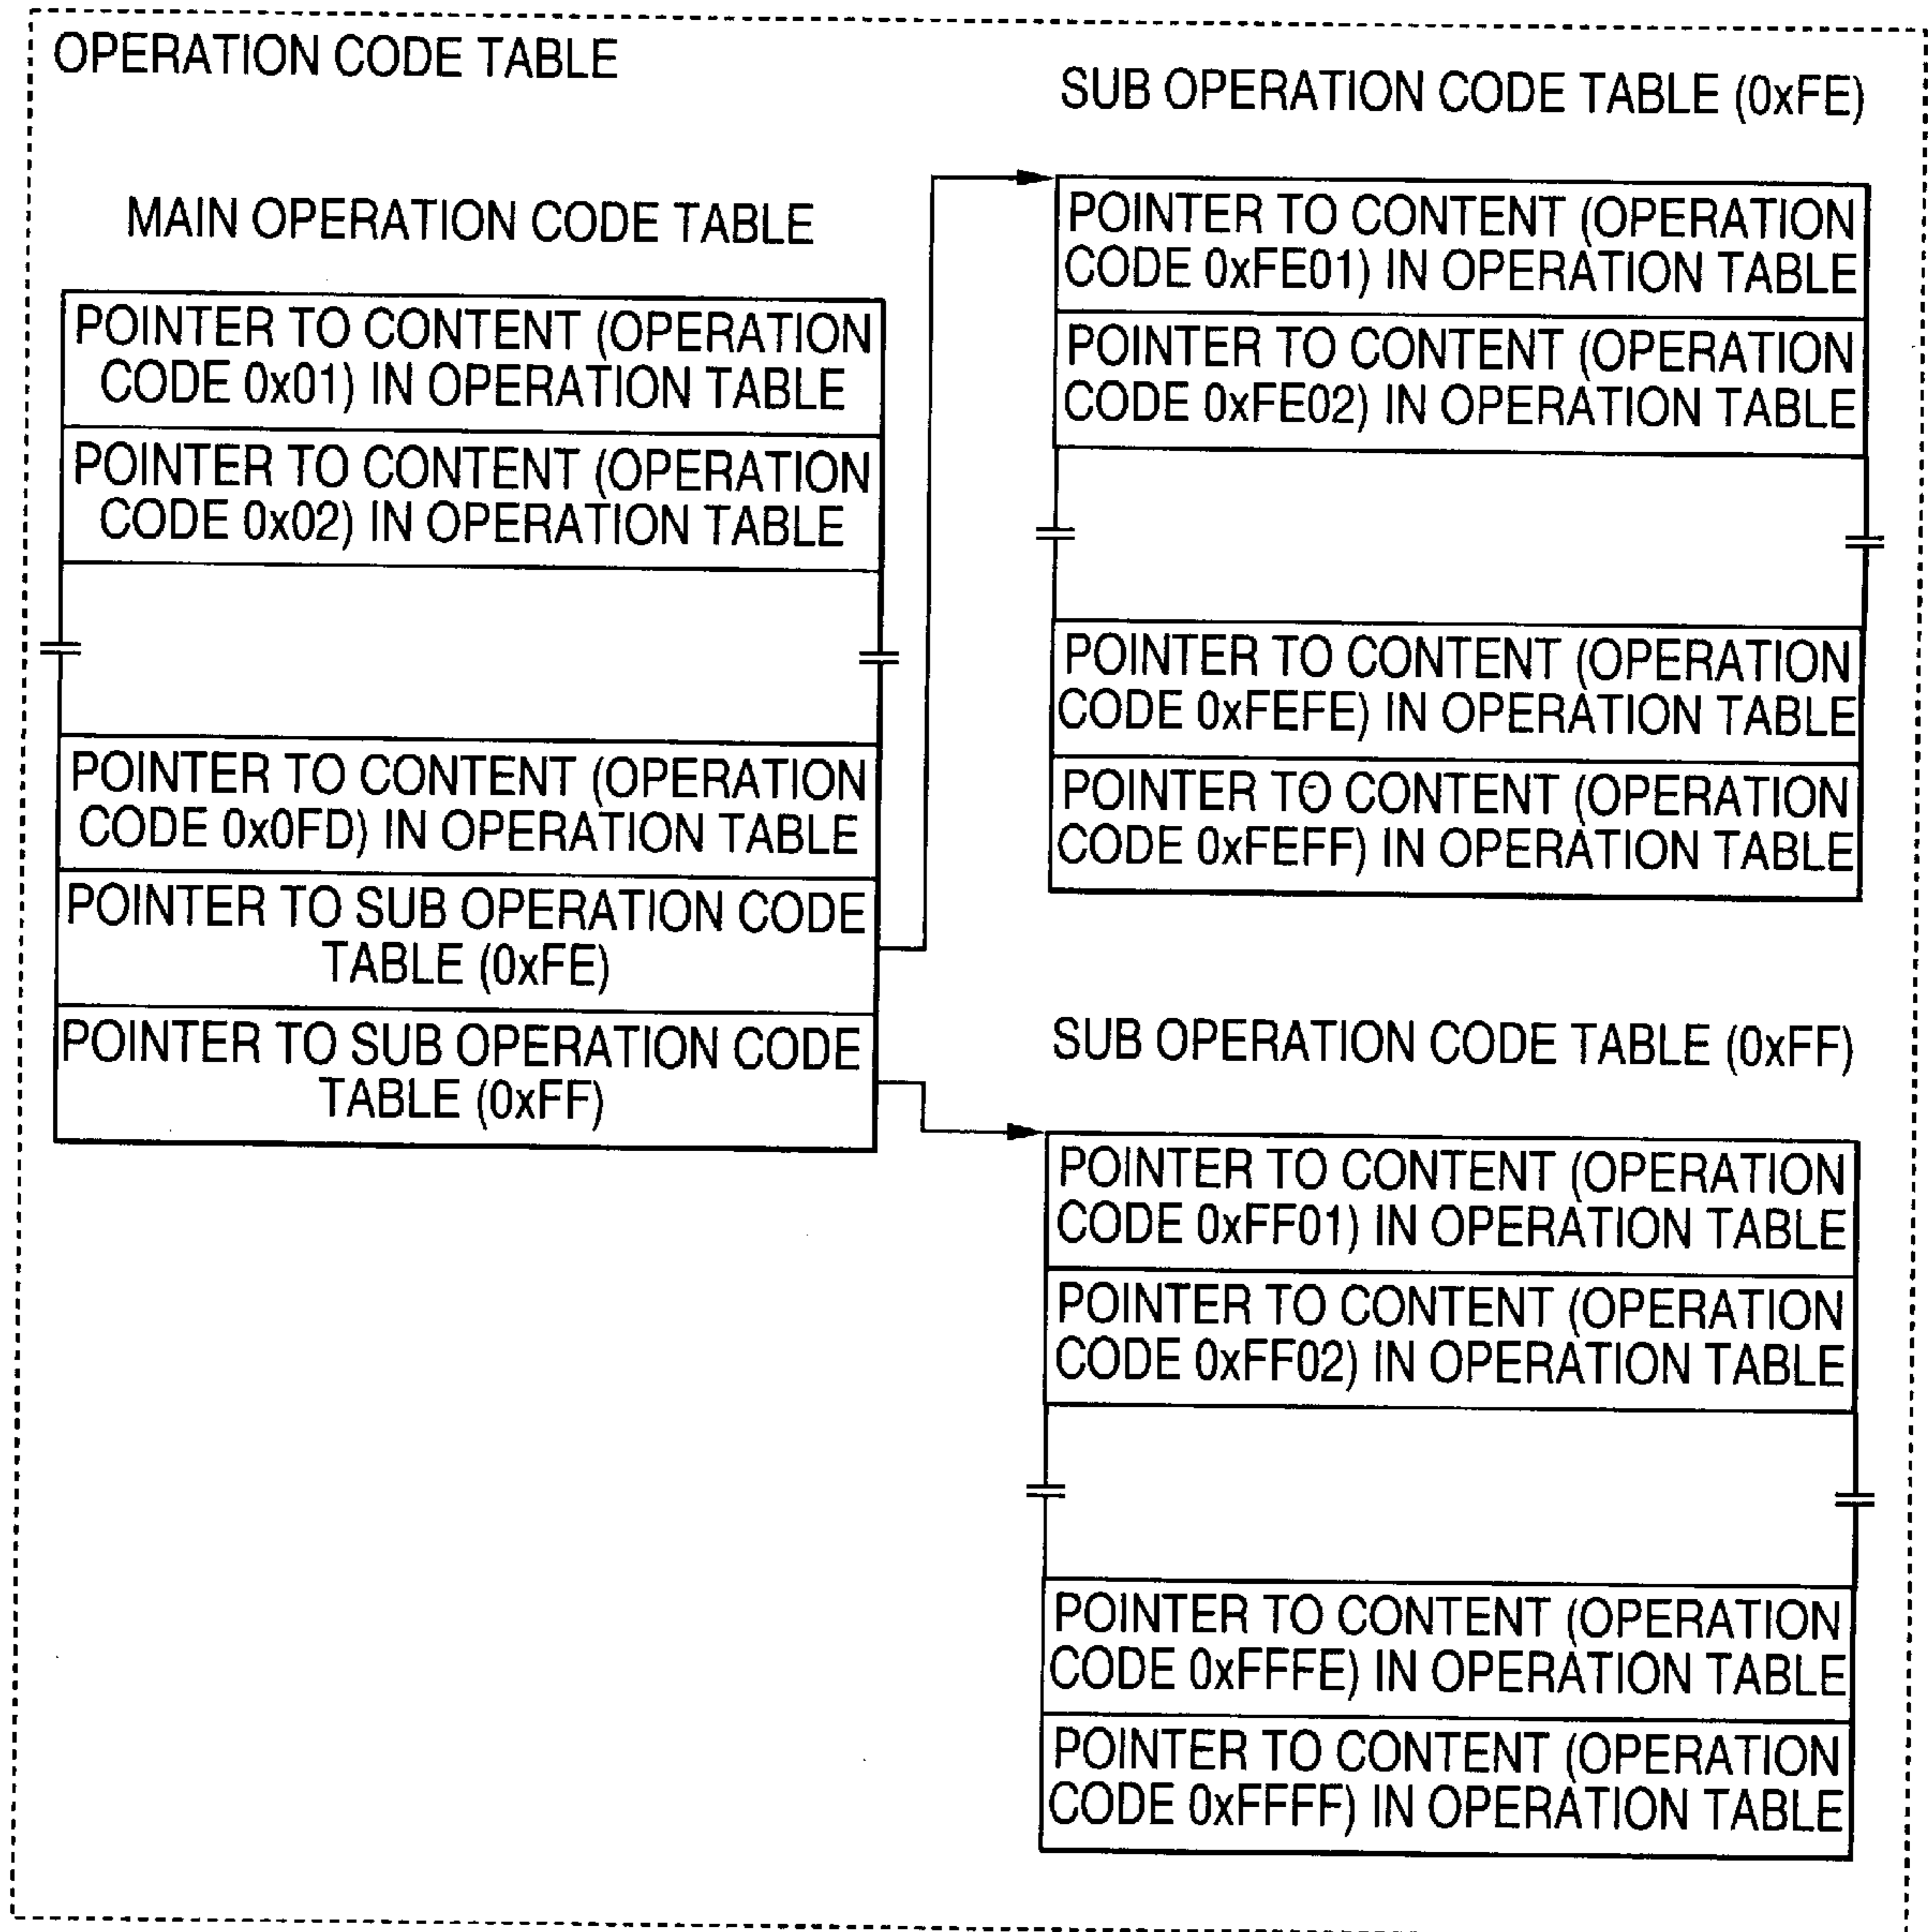 OPERATION CODE TABLE
MAIN OPERATION CODE TABLE
POINTER TO CONTENT (OPERATION
CODE 0x01) IN OPERATION TABLE
POINTER TO CONTENT (OPERATION
CODE 0x02) IN OPERATION TABLE
POINTER TO CONTENT (OPERATION
CODE 0x0FD) IN OPERATION TABLE
POINTER TO SUB OPERATION CODE
TABLE (0xFE)
POINTER TO SUB OPERATION CODE
TABLE (0xFF)
SUB OPERATION CODE TABLE (0xFE)
POINTER TO CONTENT (OPERATION
CODE 0xFE01) IN OPERATION TABLE
POINTER TO CONTENT (OPERATION
CODE 0xFE02) IN OPERATION TABLE
POINTER TO CONTENT (OPERATION
CODE 0xFEFE) IN OPERATION TABLE
POINTER TO CONTENT (OPERATION
CODE 0xFEFF) IN OPERATION TABLE
SUB OPERATION CODE TABLE (0xFF)
POINTER TO CONTENT (OPERATION
CODE 0xFF01) IN OPERATION TABLE
POINTER TO CONTENT (OPERATION
CODE 0xFF02) IN OPERATION TABLE
POINTER TO CONTENT (OPERATION
CODE 0xFFFE) IN OPERATION TABLE
POINTER TO CONTENT (OPERATION
CODE 0xFFFF) IN OPERATION TABLE